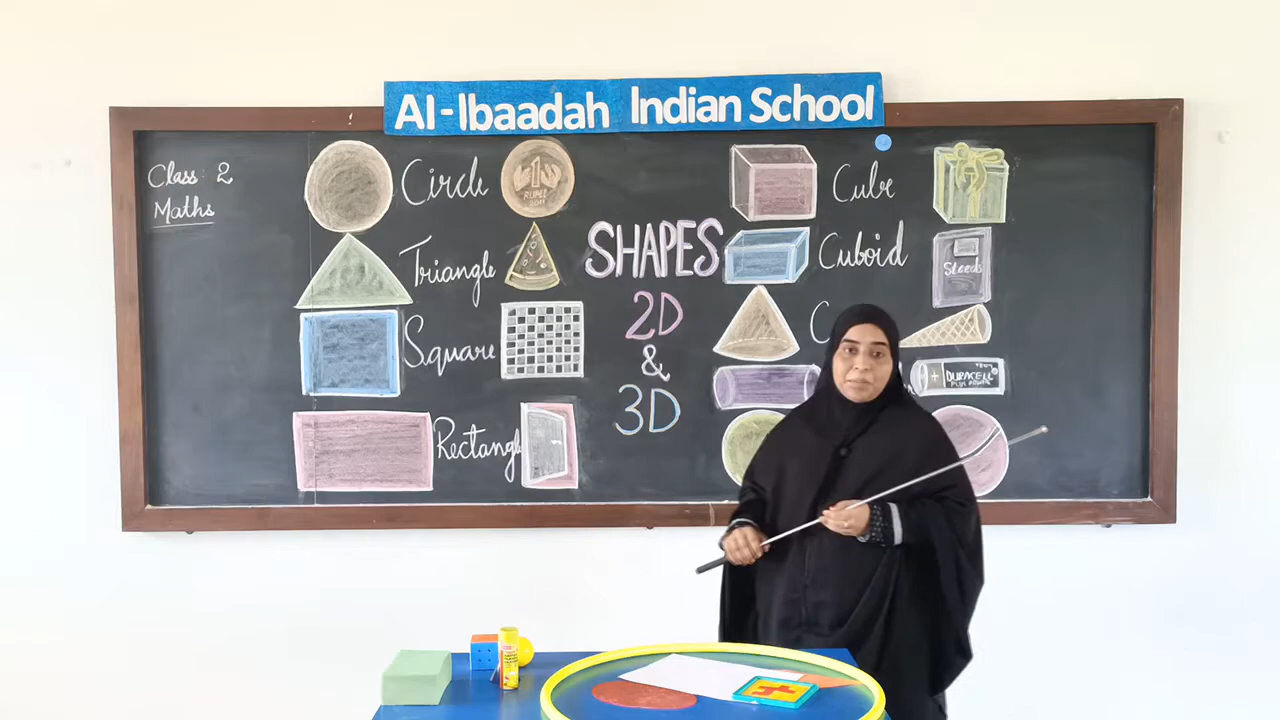 Al-Ibaadah Indian School
Class: 2
Maths
Circle
1
RUPEE
Triangle
Square
Rectangle
SHAPES
2D
&
3D
Cube
Cuboid
C
+ DURACELL